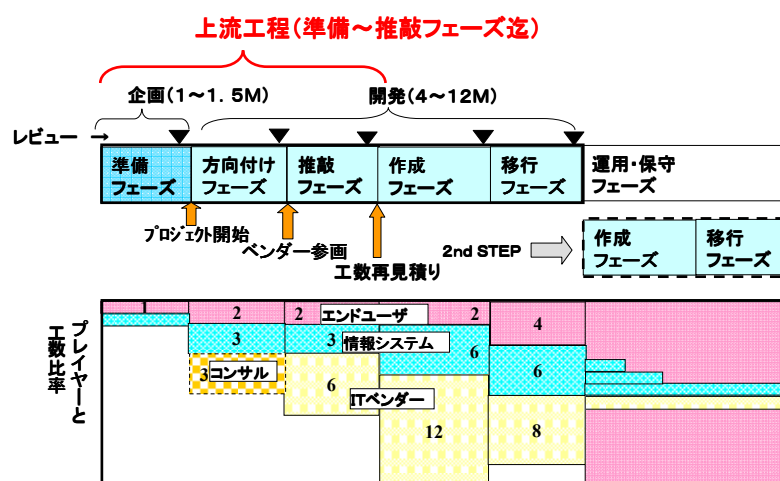 上流工程(準備～推敲フェーズ迄)
企画(1～1.5M)
開発(4～12M)
レビュー →
準備
フェーズ
方向付け
フェーズ
推敲
フェーズ
作成
フェーズ
移行
フェーズ
運用・保守
フェーズ
プロジェクト開始
ベンダー参画
工数再見積り
2nd STEP
作成
フェーズ
移行
フェーズ
プレイヤーと
工数比率
2
2
エンドユーザ
2
4
3
3
情報システム
6
6
3
コンサル
6
ITベンダー
12
8